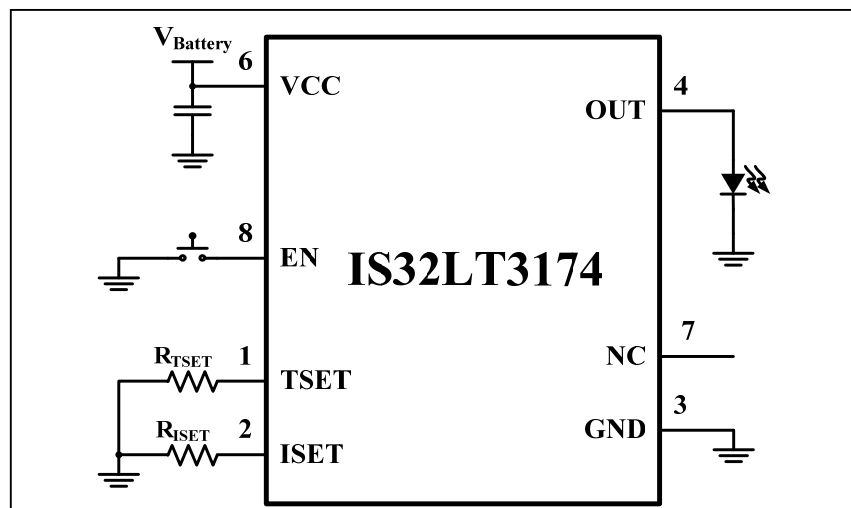 VBattery
6
VCC
4
OUT
8
EN
IS32LT3174
RTSET
1
TSET
7
NC
RISET
2
ISET
3
GND